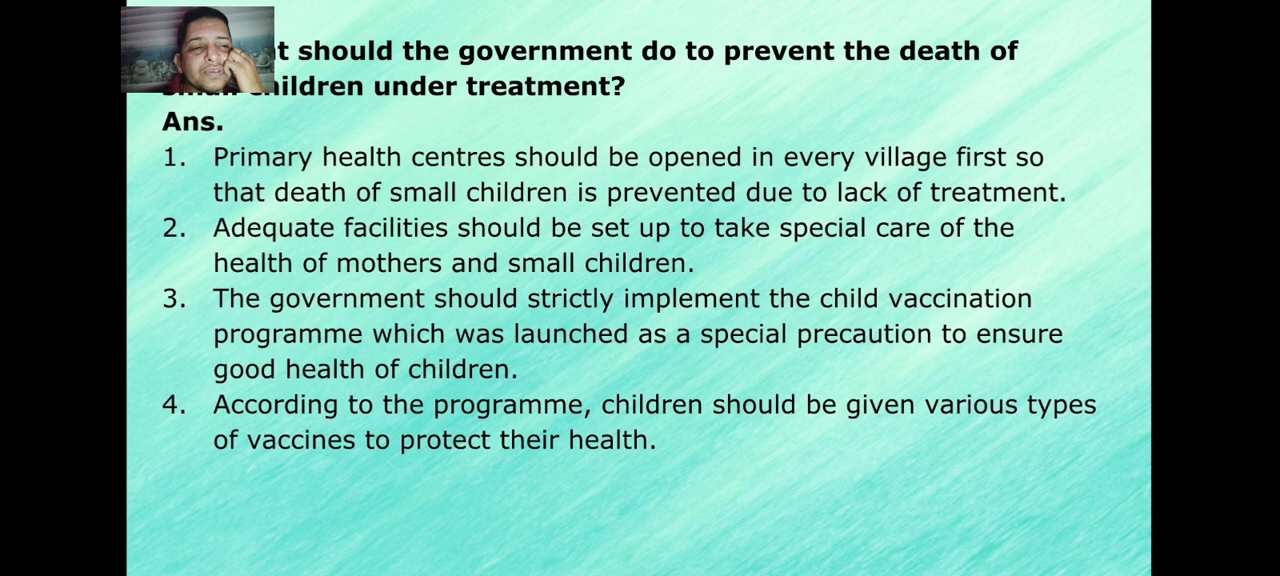 t should the government do to prevent the death of
children under treatment?
Ans.
1. Primary health centres should be opened in every village first so
that death of small children is prevented due to lack of treatment.
2. Adequate facilities should be set up to take special care of the
health of mothers and small children.
3. The government should strictly implement the child vaccination
programme which was launched as a special precaution to ensure
good health of children.
4. According to the programme, children should be given various types
of vaccines to protect their health.